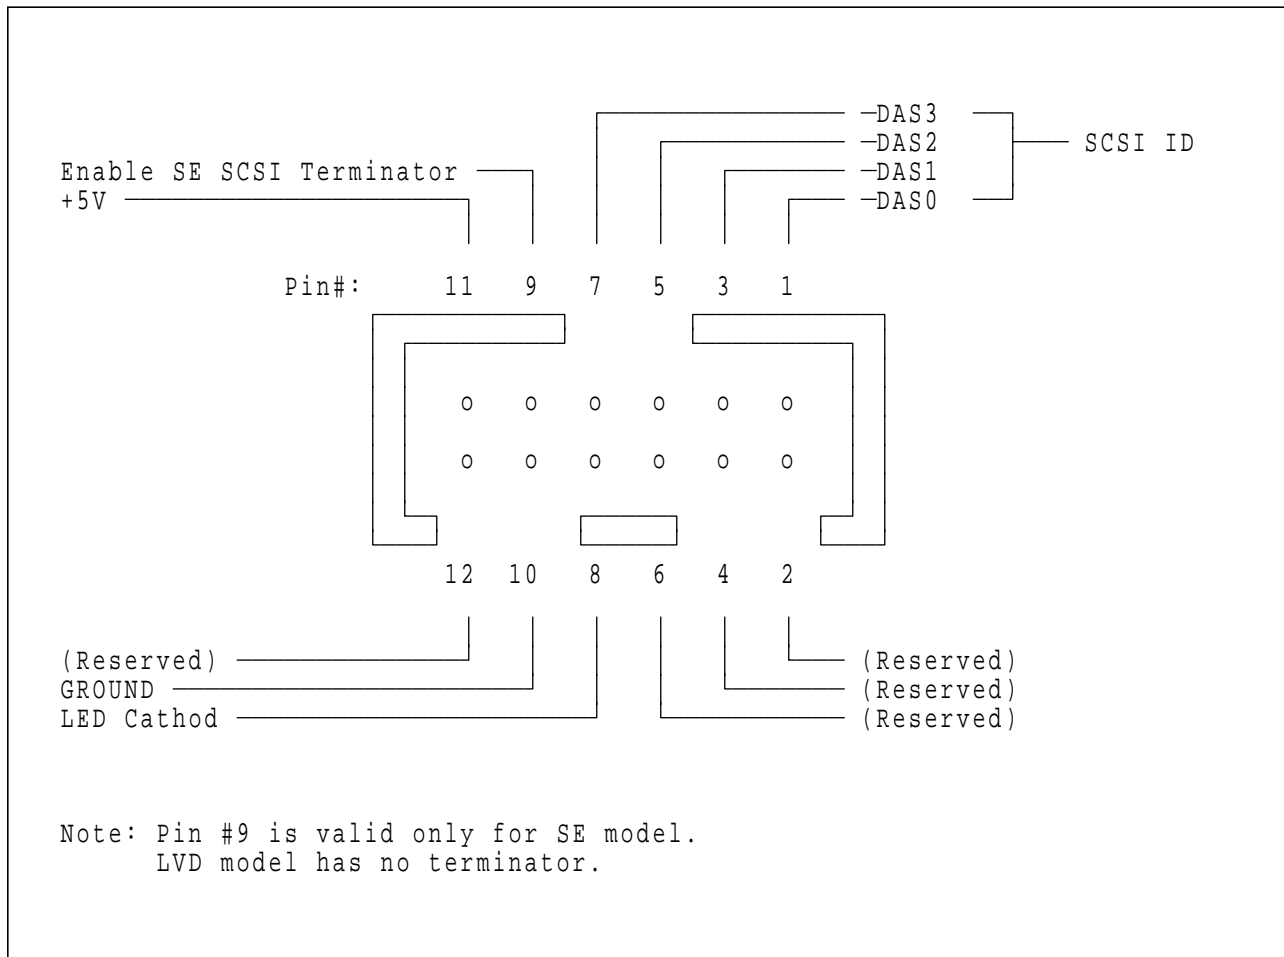 -DAS3
-DAS2 SCSI ID
Enable SE SCSI Terminator -DAS1
+5V -DAS0
Pin#: 11 9 7 5 3 1
12 10 8 6 4 2
(Reserved) (Reserved)
GROUND (Reserved)
LED Cathod (Reserved)
Note: Pin #9 is valid only for SE model.
LVD model has no terminator.